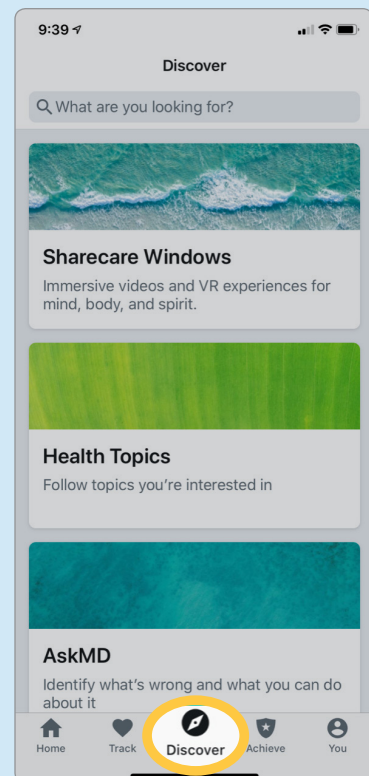 9:39
Discover
What are you looking for?
Sharecare Windows
Immersive videos and VR experiences for
mind, body, and spirit.
Health Topics
Follow topics you're interested in
AskMD
Identify what's wrong and what you can do
about it
Home Track Discover Achieve You